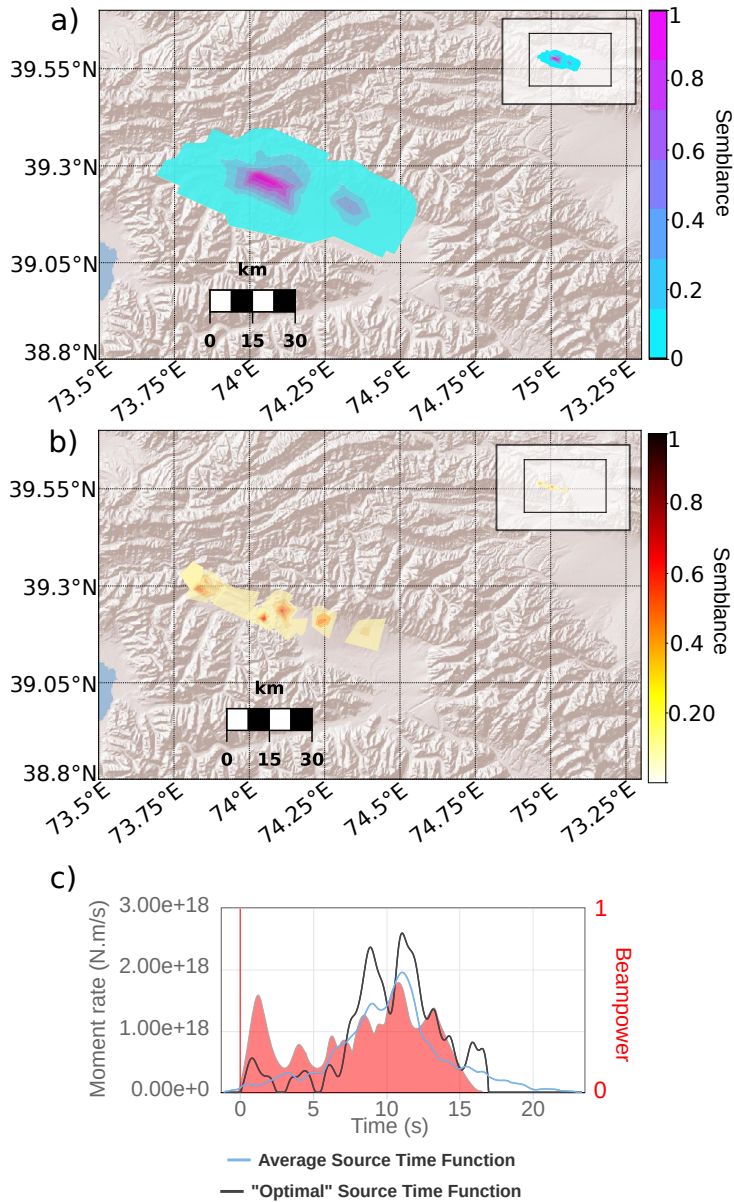 a)
39.55°N
39.3°N
39.05°N
38.8°N
73.5°E
73.75°E
74°E
74.25°E
74.5°E
74.75°E
75°E
73.25°E
km
0 15 30
1
0.8
0.6
0.4
0.2
0
Semblance
b)
39.55°N
39.3°N
39.05°N
38.8°N
73.5°E
73.75°E
74°E
74.25°E
74.5°E
74.75°E
75°E
73.25°E
km
0 15 30
1
0.8
0.6
0.4
0.20
Semblance
c)
3.00e+18
2.00e+18
1.00e+18
0.00e+0
Moment rate (N.m/s)
1
0
Beampower
0 5 10 15 20
Time (s)
Average Source Time Function
"Optimal" Source Time Function